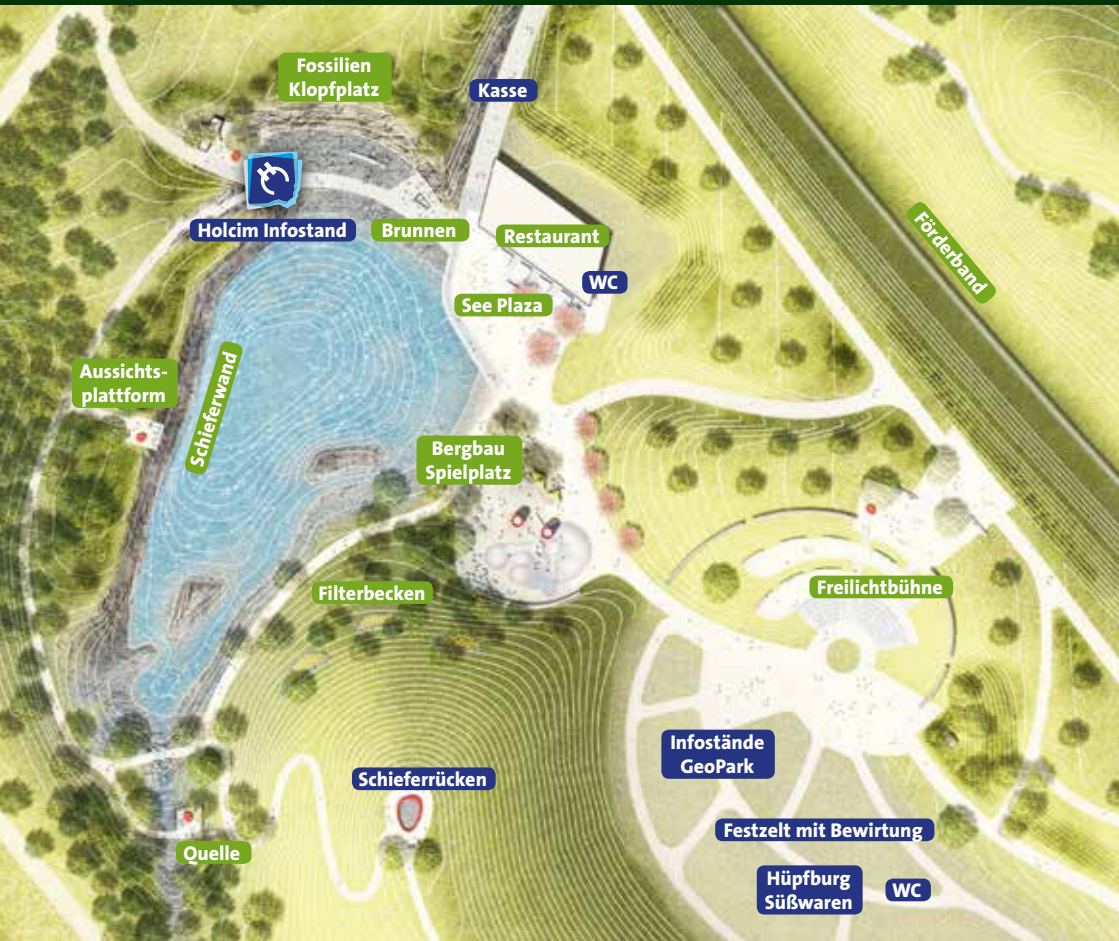 Fossilien
Klopfplatz
Kasse
Holcim Infostand
Brunnen
Restaurant
WC
See Plaza
Förderband
Aussichts-
plattform
Schieferwand
Bergbau
Spielplatz
Filterbecken
Freilichtbühne
Infostände
GeoPark
Schieferrücken
Festzelt mit Bewirtung
Quelle
Hüpfburg
Süßwaren
WC